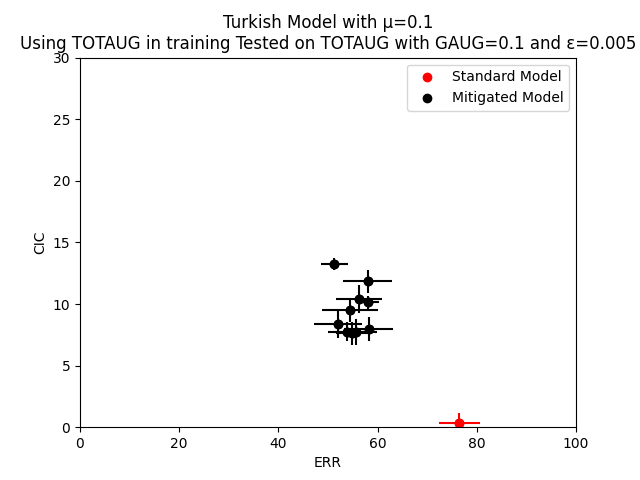 Turkish Model with μ=0.1
Using TOTAUG in training Tested on TOTAUG with GAUG=0.1 and ε=0.005
Standard Model
Mitigated Model
30
25
20
15
10
5
0
CIC
0 20 40 60 80 100
ERR